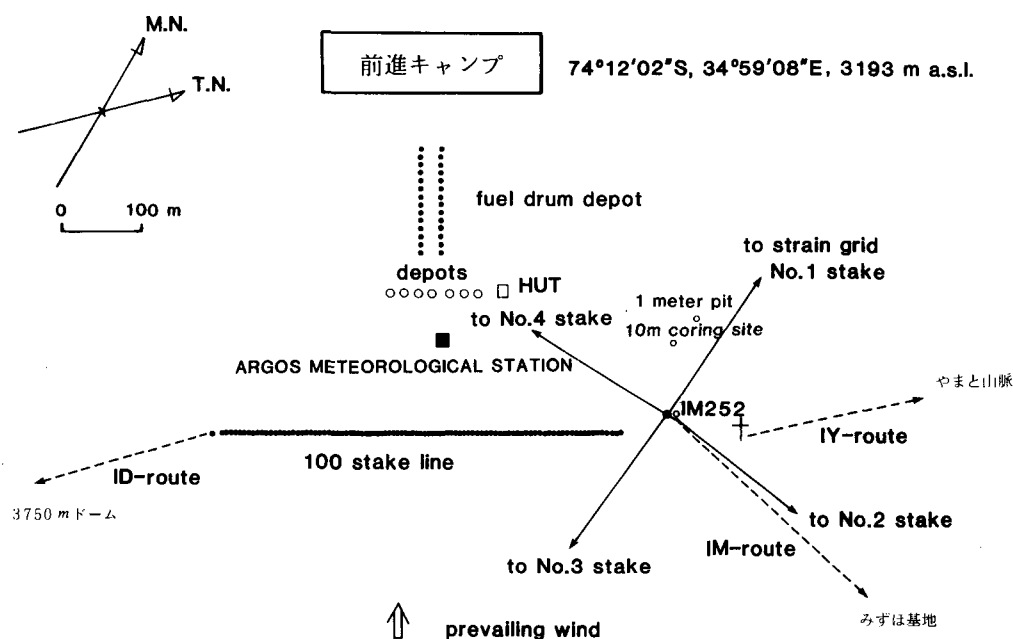 M.N.
T.N.
0 100 m
前進キャンプ
74°12′02″S, 34°59′08″E, 3193 m a.s.l.
fuel drum depot
depots
HUT
to No.4 stake
ARGOS METEOROLOGICAL STATION
to strain grid
No.1 stake
1 meter pit
10m coring site
IM252
やまと山脈
IY-route
100 stake line
ID-route
3750 mドーム
to No.2 stake
IM-route
to No.3 stake
みずほ基地
prevailing wind